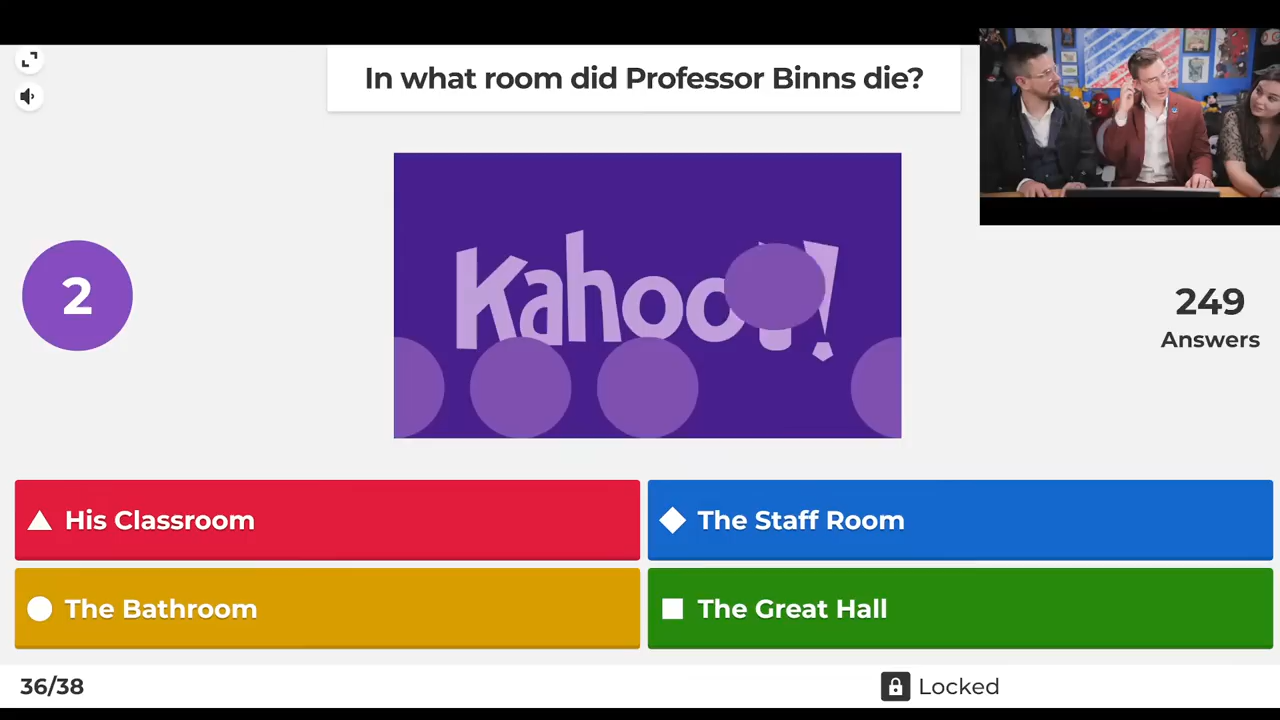 In what room did Professor Binns die?
2
Kahoot!
249
Answers
His Classroom
The Staff Room
The Bathroom
The Great Hall
36/38
Locked